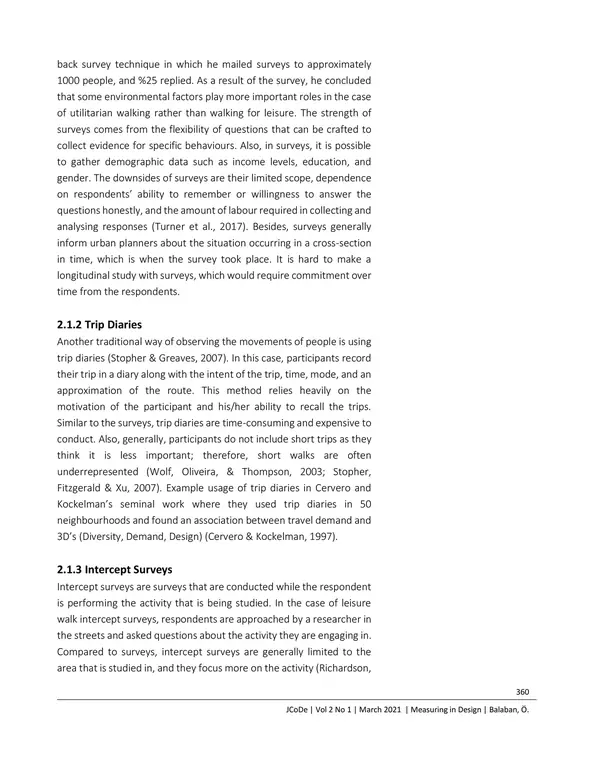 back survey technique in which he mailed surveys to approximately
1000 people, and %25 replied. As a result of the survey, he concluded
that some environmental factors play more important roles in the case
of utilitarian walking rather than walking for leisure. The strength of
surveys comes from the flexibility of questions that can be crafted to
collect evidence for specific behaviours. Also, in surveys, it is possible
to gather demographic data such as income levels, education, and
gender. The downsides of surveys are their limited scope, dependence
on respondents’ ability to remember or willingness to answer the
questions honestly, and the amount of labour required in collecting and
analysing responses (Turner et al., 2017). Besides, surveys generally
inform urban planners about the situation occurring in a cross-section
in time, which is when the survey took place. It is hard to make a
longitudinal study with surveys, which would require commitment over
time from the respondents.
2.1.2 Trip Diaries
Another traditional way of observing the movements of people is using
trip diaries (Stopher & Greaves, 2007). In this case, participants record
their trip in a diary along with the intent of the trip, time, mode, and an
approximation of the route. This method relies heavily on the
motivation of the participant and his/her ability to recall the trips.
Similar to the surveys, trip diaries are time-consuming and expensive to
conduct. Also, generally, participants do not include short trips as they
think it is less important; therefore, short walks are often
underrepresented (Wolf, Oliveira, & Thompson, 2003; Stopher,
Fitzgerald & Xu, 2007). Example usage of trip diaries in Cervero and
Kockelman’s seminal work where they used trip diaries in 50
neighbourhoods and found an association between travel demand and
3D’s (Diversity, Demand, Design) (Cervero & Kockelman, 1997).
2.1.3 Intercept Surveys
Intercept surveys are surveys that are conducted while the respondent
is performing the activity that is being studied. In the case of leisure
walk intercept surveys, respondents are approached by a researcher in
the streets and asked questions about the activity they are engaging in.
Compared to surveys, intercept surveys are generally limited to the
area that is studied in, and they focus more on the activity (Richardson,
360
JCoDe | Vol 2 No 1 | March 2021 | Measuring in Design | Balaban, Ö.